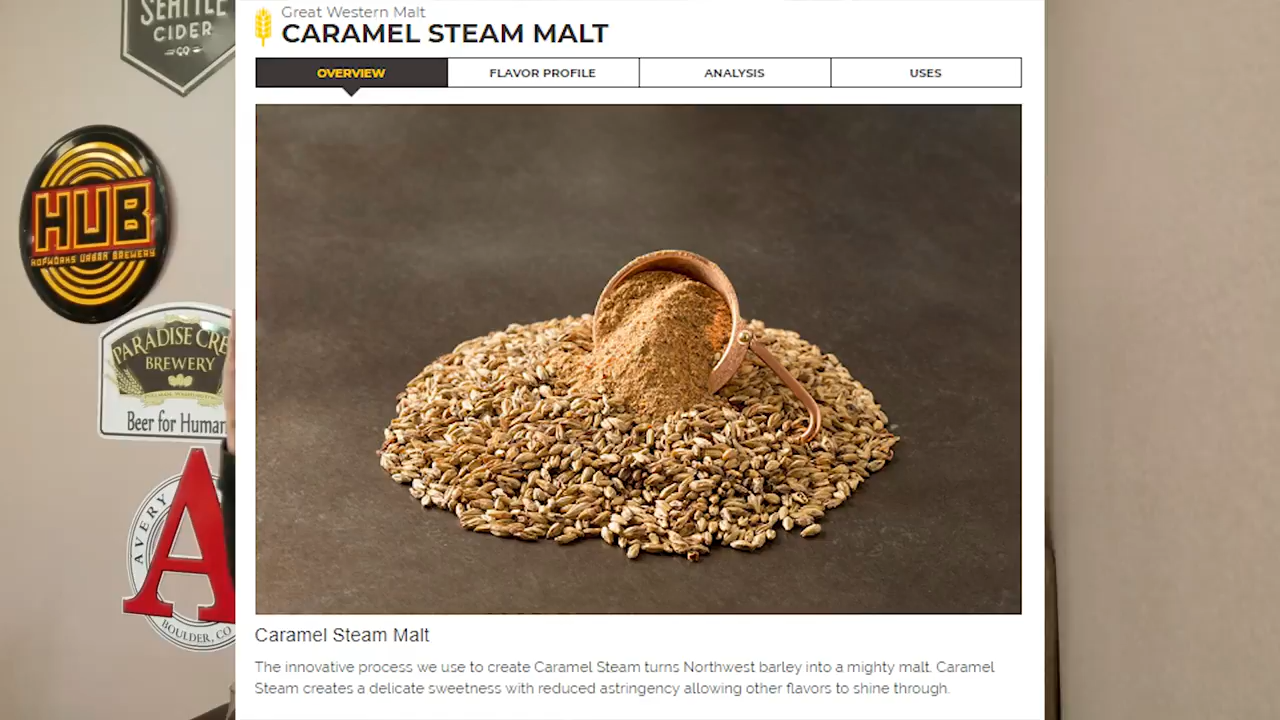 SEATTLE
CIDER
CO
HUB
HOPWORKS URBAN BREWERY
PARADISE
BREWERY
Beer for Human
AVERY
A
BOULDER, CO
Great Western Malt
CARAMEL STEAM MALT
OVERVIEW
FLAVOR PROFILE
ANALYSIS
USES
Caramel Steam Malt
The innovative process we use to create Caramel Steam turns Northwest barley into a mighty malt. Caramel
Steam creates a delicate sweetness with reduced astringency allowing other flavors to shine through.